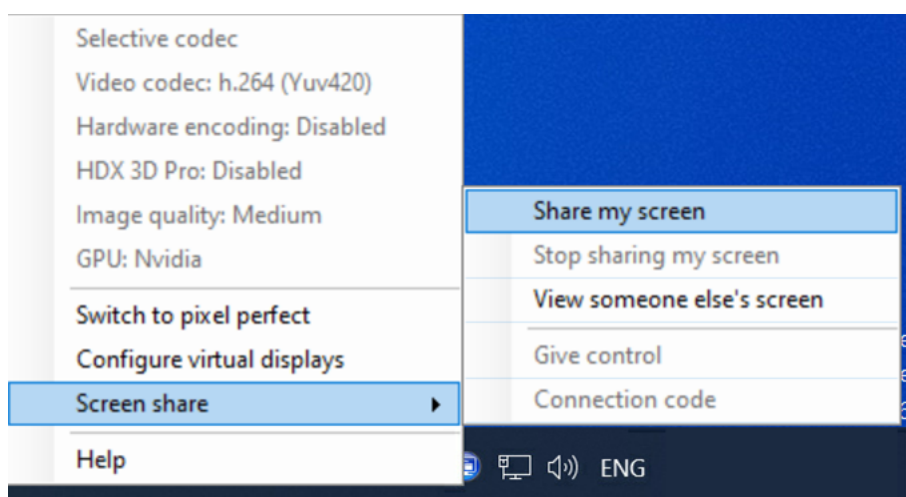 Selective codec
Video codec: h.264 (Yuv420)
Hardware encoding: Disabled
HDX 3D Pro: Disabled
Image quality: Medium
GPU: Nvidia
Switch to pixel perfect
Configure virtual displays
Screen share
Help
Share my screen
Stop sharing my screen
View someone else's screen
Give control
Connection code
ENG